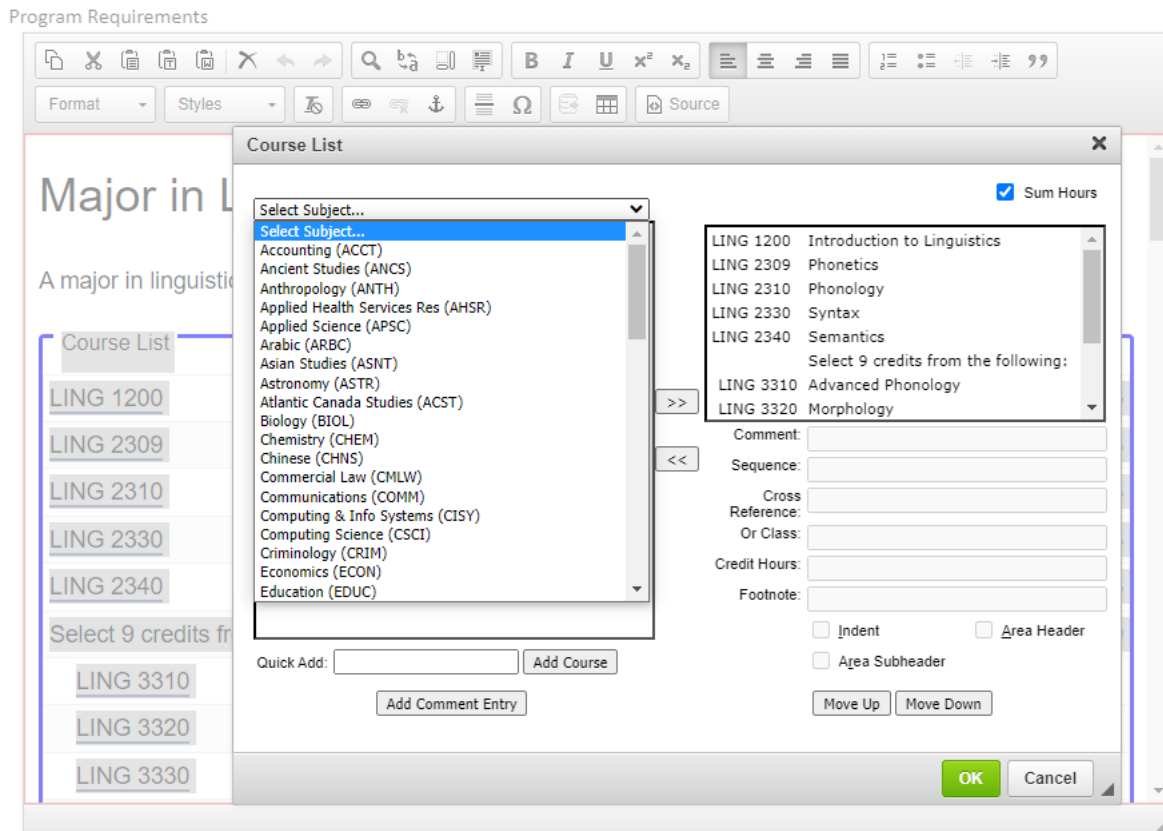 Program Requirements
B I U x² x₂
Format Styles Source
Course List
Major in L
Sum Hours
Select Subject...
Select Subject...
Accounting (ACCT)
Ancient Studies (ANCS)
Anthropology (ANTH)
Applied Health Services Res (AHSR)
Applied Science (APSC)
Arabic (ARBC)
Asian Studies (ASNT)
Astronomy (ASTR)
Atlantic Canada Studies (ACST)
Biology (BIOL)
Chemistry (CHEM)
Chinese (CHNS)
Commercial Law (CMLW)
Communications (COMM)
Computing & Info Systems (CISY)
Computing Science (CSCI)
Criminology (CRIM)
Economics (ECON)
Education (EDUC)
LING 1200 Introduction to Linguistics
LING 2309 Phonetics
LING 2310 Phonology
LING 2330 Syntax
LING 2340 Semantics
Select 9 credits from the following:
LING 3310 Advanced Phonology
LING 3320 Morphology
>>
<<
Comment:
Sequence:
Cross
Reference:
Or Class:
Credit Hours:
Footnote:
Indent Area Header
Area Subheader
Move Up Move Down
Quick Add: Add Course
Add Comment Entry
OK Cancel
A major in linguistic
Course List
LING 1200
LING 2309
LING 2310
LING 2330
LING 2340
Select 9 credits fr
LING 3310
LING 3320
LING 3330